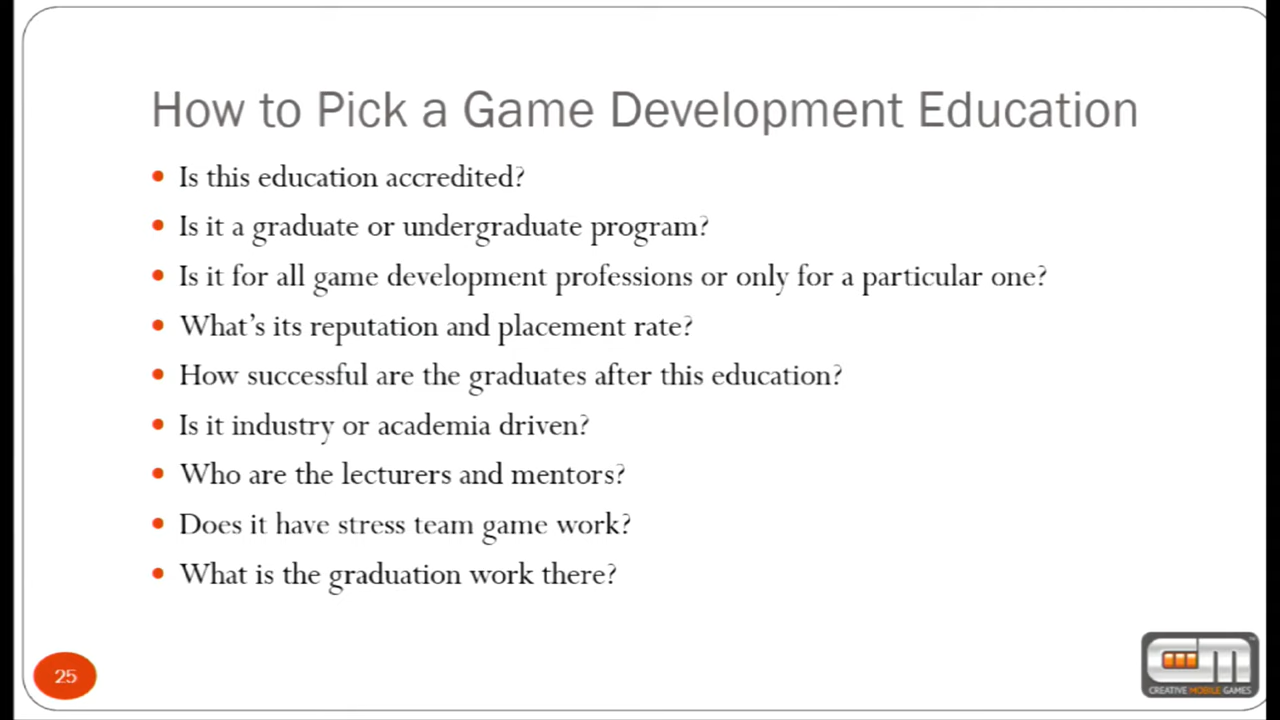 How to Pick a Game Development Education
Is this education accredited?
Is it a graduate or undergraduate program?
Is it for all game development professions or only for a particular one?
What's its reputation and placement rate?
How successful are the graduates after this education?
Is it industry or academia driven?
Who are the lecturers and mentors?
Does it have stress team game work?
What is the graduation work there?
25
cm
CREATIVE MOBILE GAMES